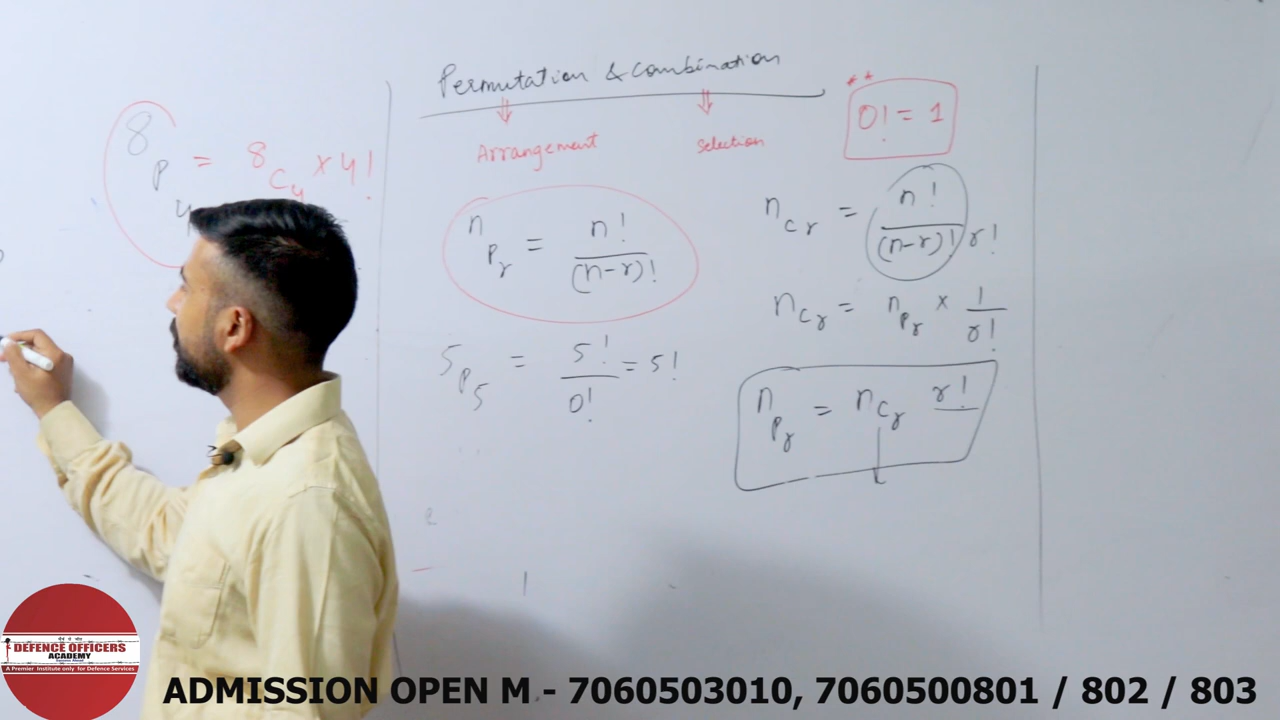 Permutation & Combination
Arrangement
Selection
** 0! = 1
8P4 = 8C4 × 4!
nPr = n! / (n-r)!
nCr = n! / (n-r)! r!
nCr = nPr × 1 / r!
5P5 = 5! / 0! = 5!
nPr = nCr r!
DEFENCE OFFICERS
ACADEMY
A Premier Institute only for Defence Services
ADMISSION OPEN M - 7060503010, 7060500801 / 802 / 803